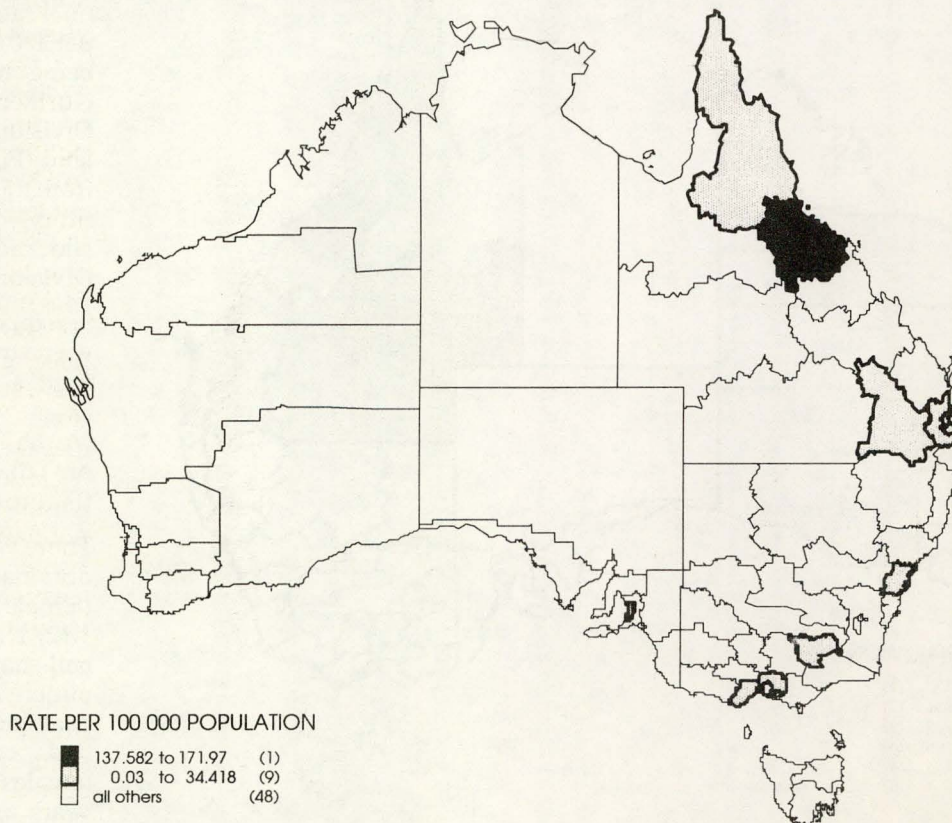 RATE PER 100 000 POPULATION
137.582 to 171.97 (1)
0.03 to 34.418 (9)
all others (48)